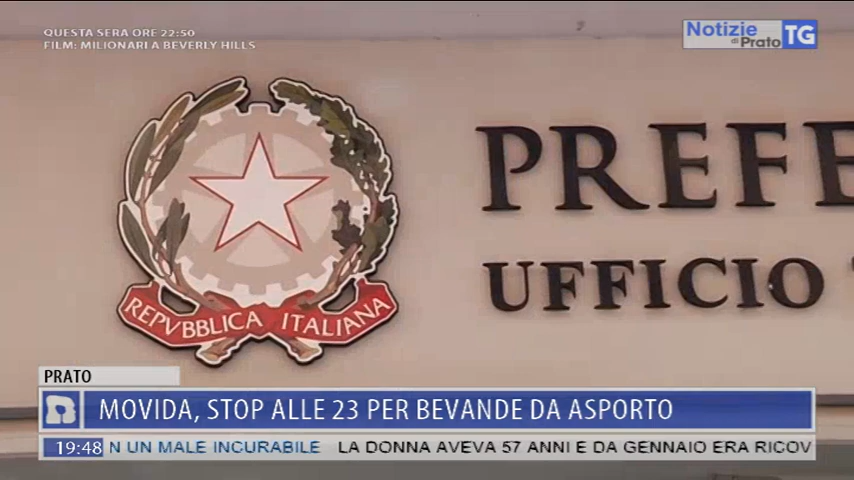 QUESTA SERA ORE 22:50
FILM: MILIONARI A BEVERLY HILLS
Notizie
di Prato TG
PREFE
UFFICIO
REPVBBLICA ITALIANA
PRATO
MOVIDA, STOP ALLE 23 PER BEVANDE DA ASPORTO
19:48 N UN MALE INCURABILE LA DONNA AVEVA 57 ANNI E DA GENNAIO ERA RICOV